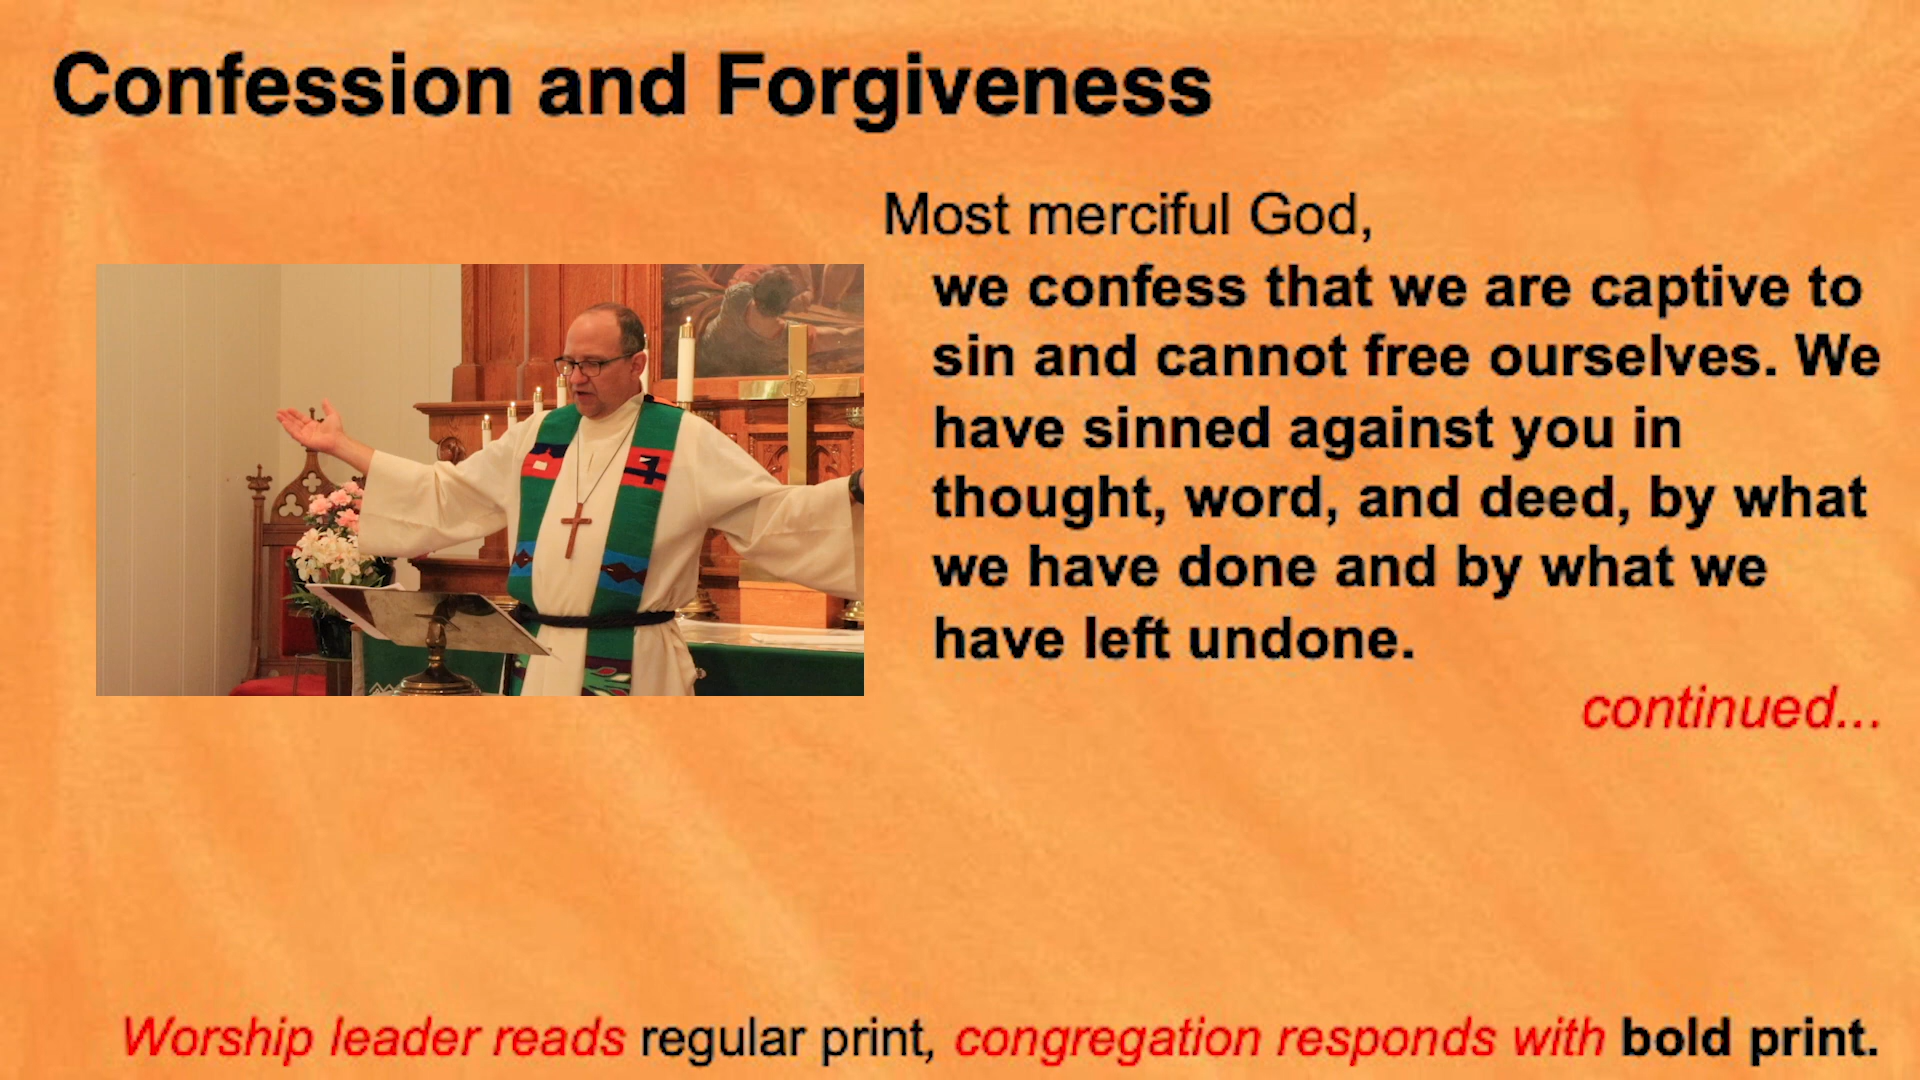 Confession and Forgiveness
Most merciful God,
we confess that we are captive to
sin and cannot free ourselves. We
have sinned against you in
thought, word, and deed, by what
we have done and by what we
have left undone.
continued...
Worship leader reads regular print, congregation responds with bold print.